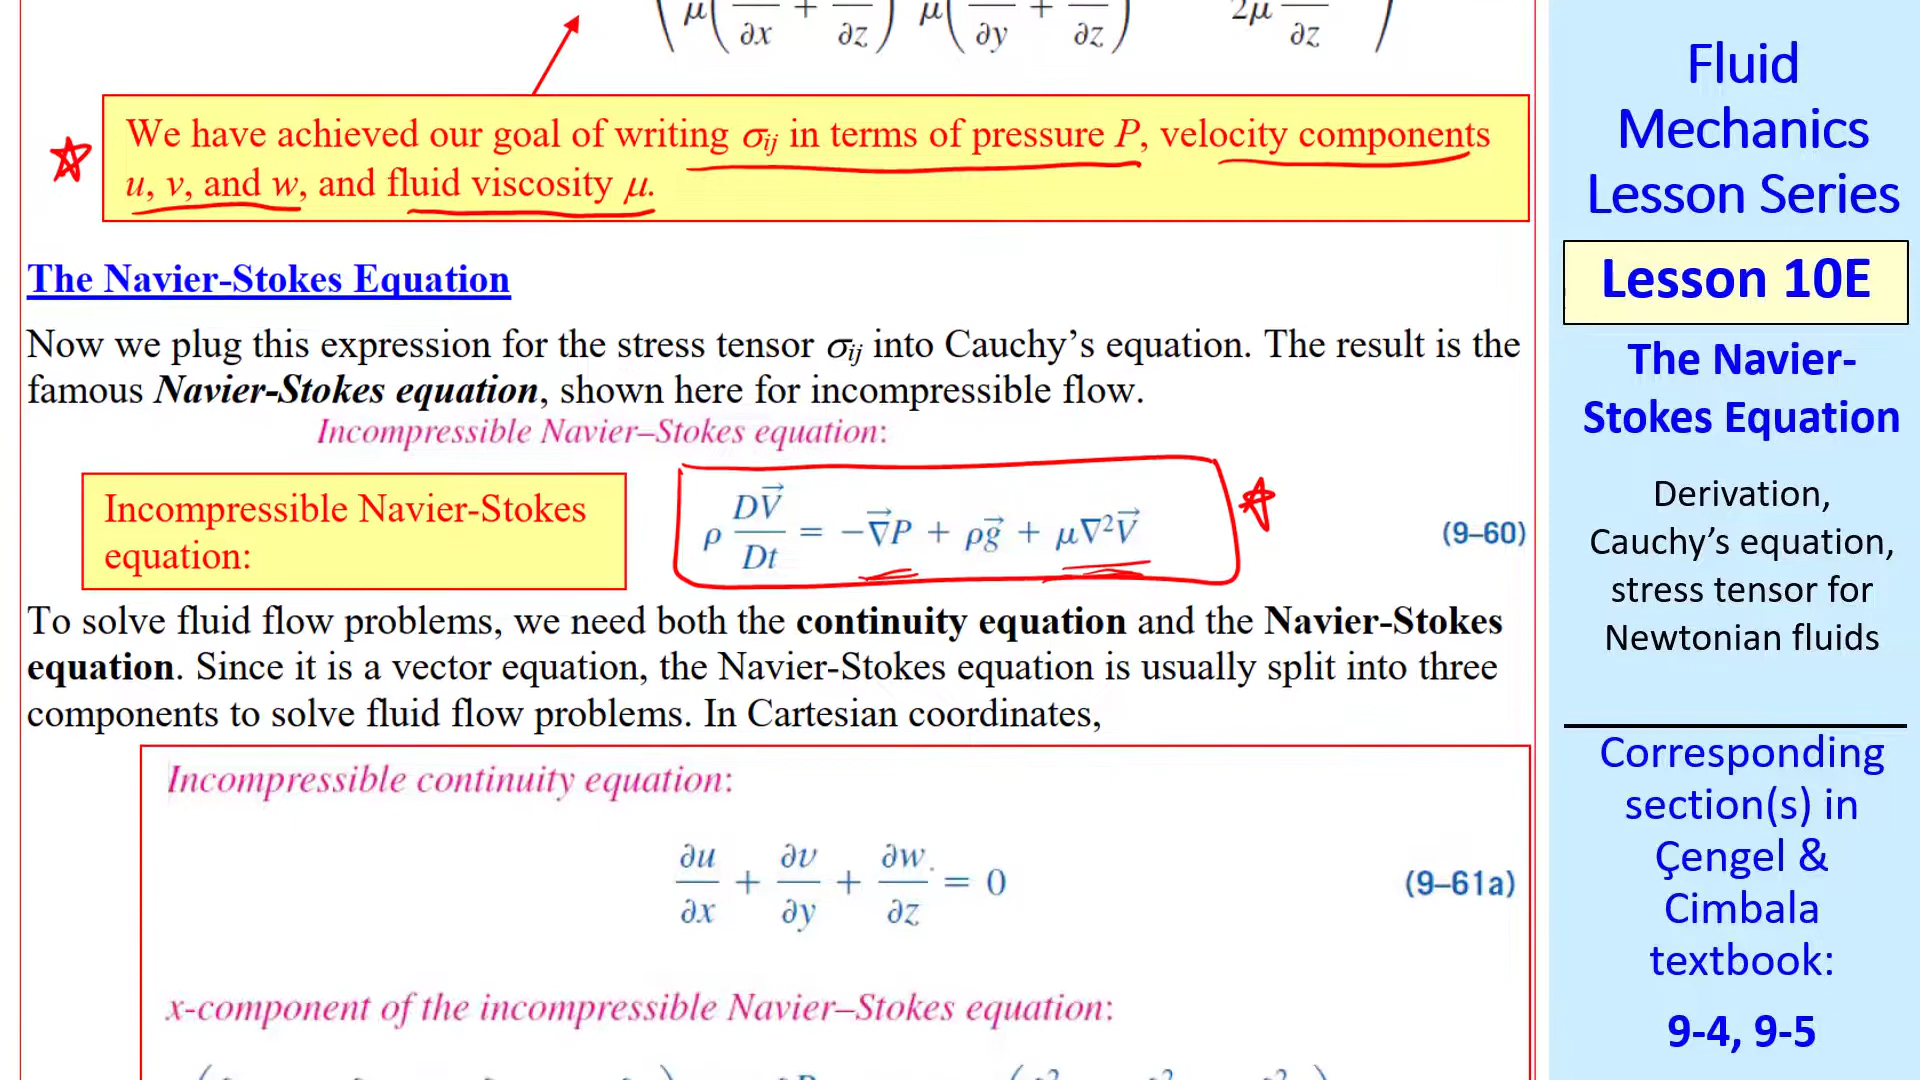 μ(∂x + ∂z) μ(∂y + ∂z) 2μ ∂z
We have achieved our goal of writing σij in terms of pressure P, velocity components
u, v, and w, and fluid viscosity μ.
The Navier-Stokes Equation
Now we plug this expression for the stress tensor σij into Cauchy’s equation. The result is the
famous Navier-Stokes equation, shown here for incompressible flow.
Incompressible Navier–Stokes equation:
Incompressible Navier-Stokes
equation:
ρ DV⃗/Dt = −∇⃗P + ρg⃗ + μ∇²V⃗ (9–60)
To solve fluid flow problems, we need both the continuity equation and the Navier-Stokes
equation. Since it is a vector equation, the Navier-Stokes equation is usually split into three
components to solve fluid flow problems. In Cartesian coordinates,
Incompressible continuity equation:
∂u/∂x + ∂v/∂y + ∂w/∂z = 0 (9–61a)
x-component of the incompressible Navier–Stokes equation:
Fluid
Mechanics
Lesson Series
Lesson 10E
The Navier-
Stokes Equation
Derivation,
Cauchy’s equation,
stress tensor for
Newtonian fluids
Corresponding
section(s) in
Çengel &
Cimbala
textbook:
9-4, 9-5